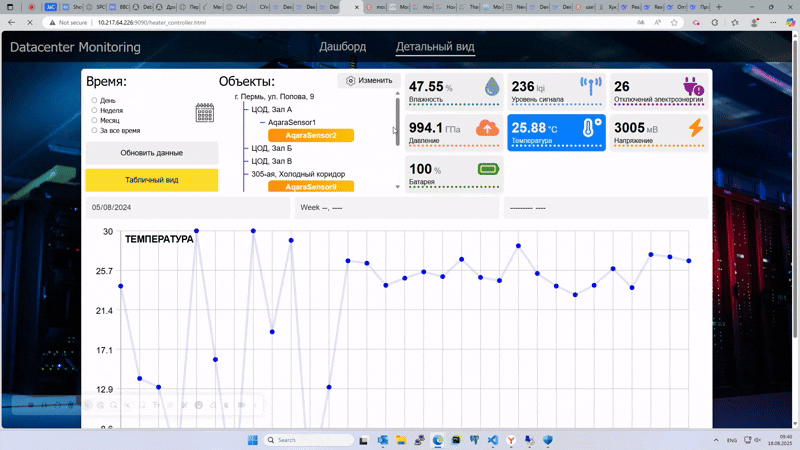 Not secure 10.217.64.226:9090/heater_controller.html
Datacenter Monitoring
Дашборд
Детальный вид
Время:
День
Неделя
Месяц
За все время
Обновить данные
Табличный вид
Объекты:
Изменить
г. Пермь, ул. Попова, 9
ЦОД, Зал А
AqaraSensor1
AqaraSensor2
ЦОД, Зал Б
ЦОД, Зал В
305-ая, Холодный коридор
AqaraSensor9
47.55 %
Влажность
236 lqi
Уровень сигнала
26
Отключений электроэнергии
994.1 ГПа
Давление
25.88 °C
Температура
3005 мВ
Напряжение
100 %
Батарея
05/08/2024
Week --, ----
--------- ----
ТЕМПЕРАТУРА
30
25.7
21.4
17.1
12.9
8.6
Search
ENG
09:40
18.08.2025